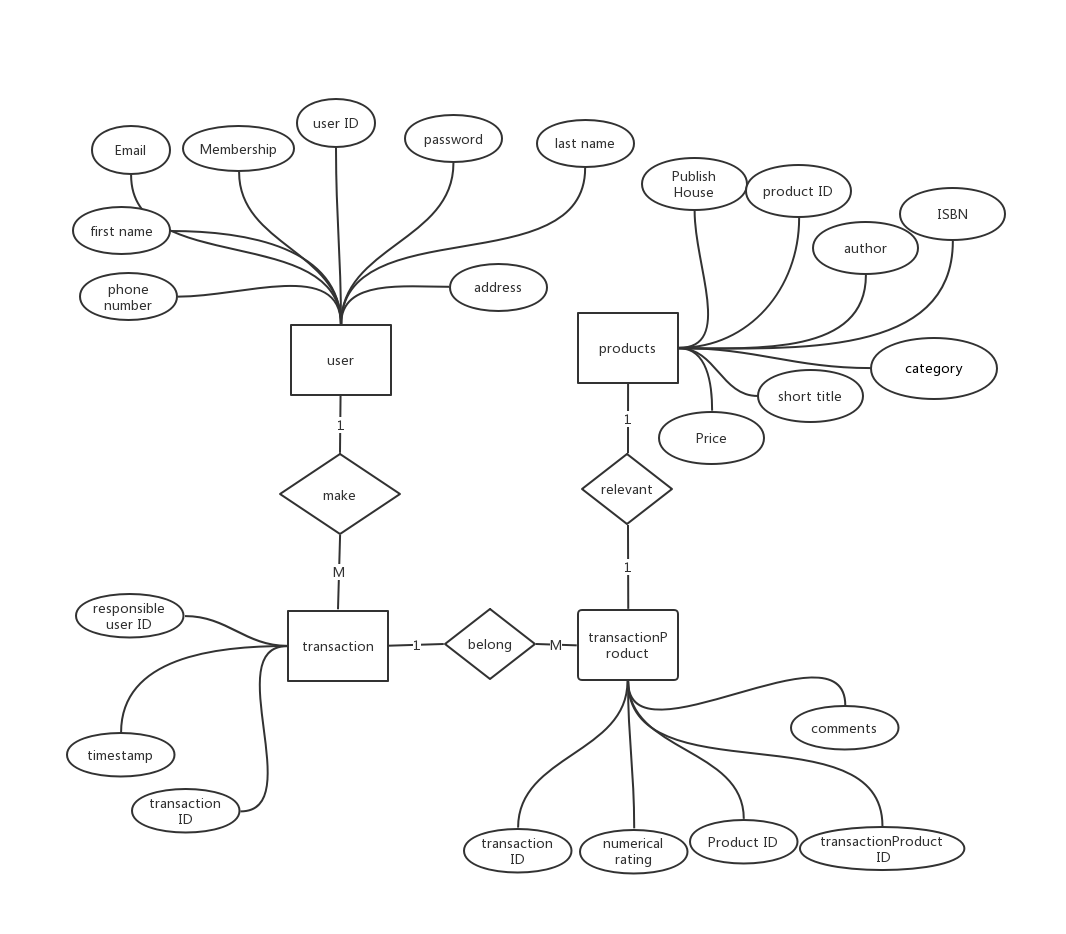 user ID
Email
Membership
password
last name
first name
phone
number
address
user
Publish
House
product ID
ISBN
author
products
category
short title
Price
1
1
make
relevant
M
1
responsible
user ID
transaction
1
belong
M
transactionP
roduct
timestamp
transaction
ID
comments
transaction
ID
numerical
rating
Product ID
transactionProduct
ID